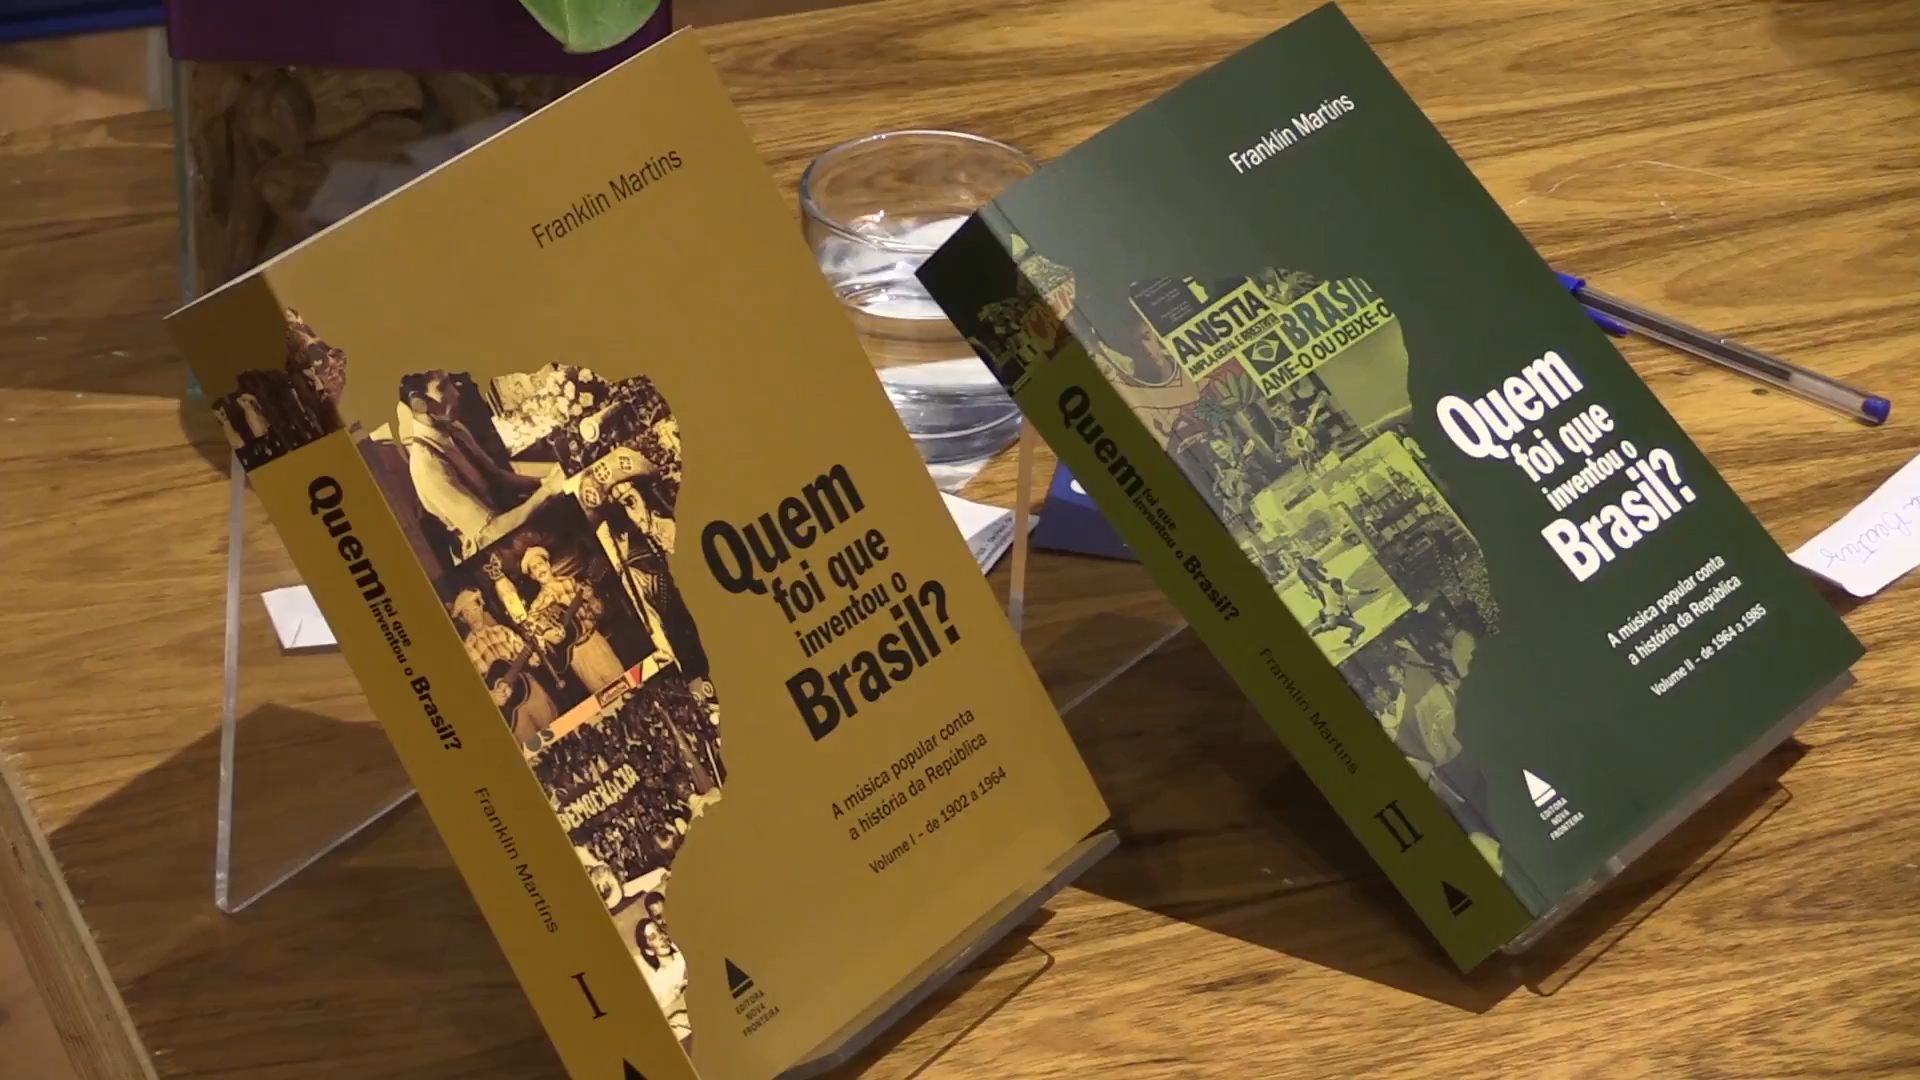 Franklin Martins
Quem
foi que
inventou o
Brasil?
A música popular conta
a história da República
Volume I – de 1902 a 1964
EDITORA
NOVA
FRONTEIRA
DEMOCRACIA
Quem foi que
inventou o Brasil?
Franklin Martins
I
Franklin Martins
ANISTIA
AMPLA GERAL E IRRESTRITA
BRASIL
AME-O OU DEIXE-O
Quem
foi que
inventou o
Brasil?
A música popular conta
a história da República
Volume II – de 1964 a 1985
EDITORA
NOVA
FRONTEIRA
Quem foi que
inventou o Brasil?
Franklin Martins
II